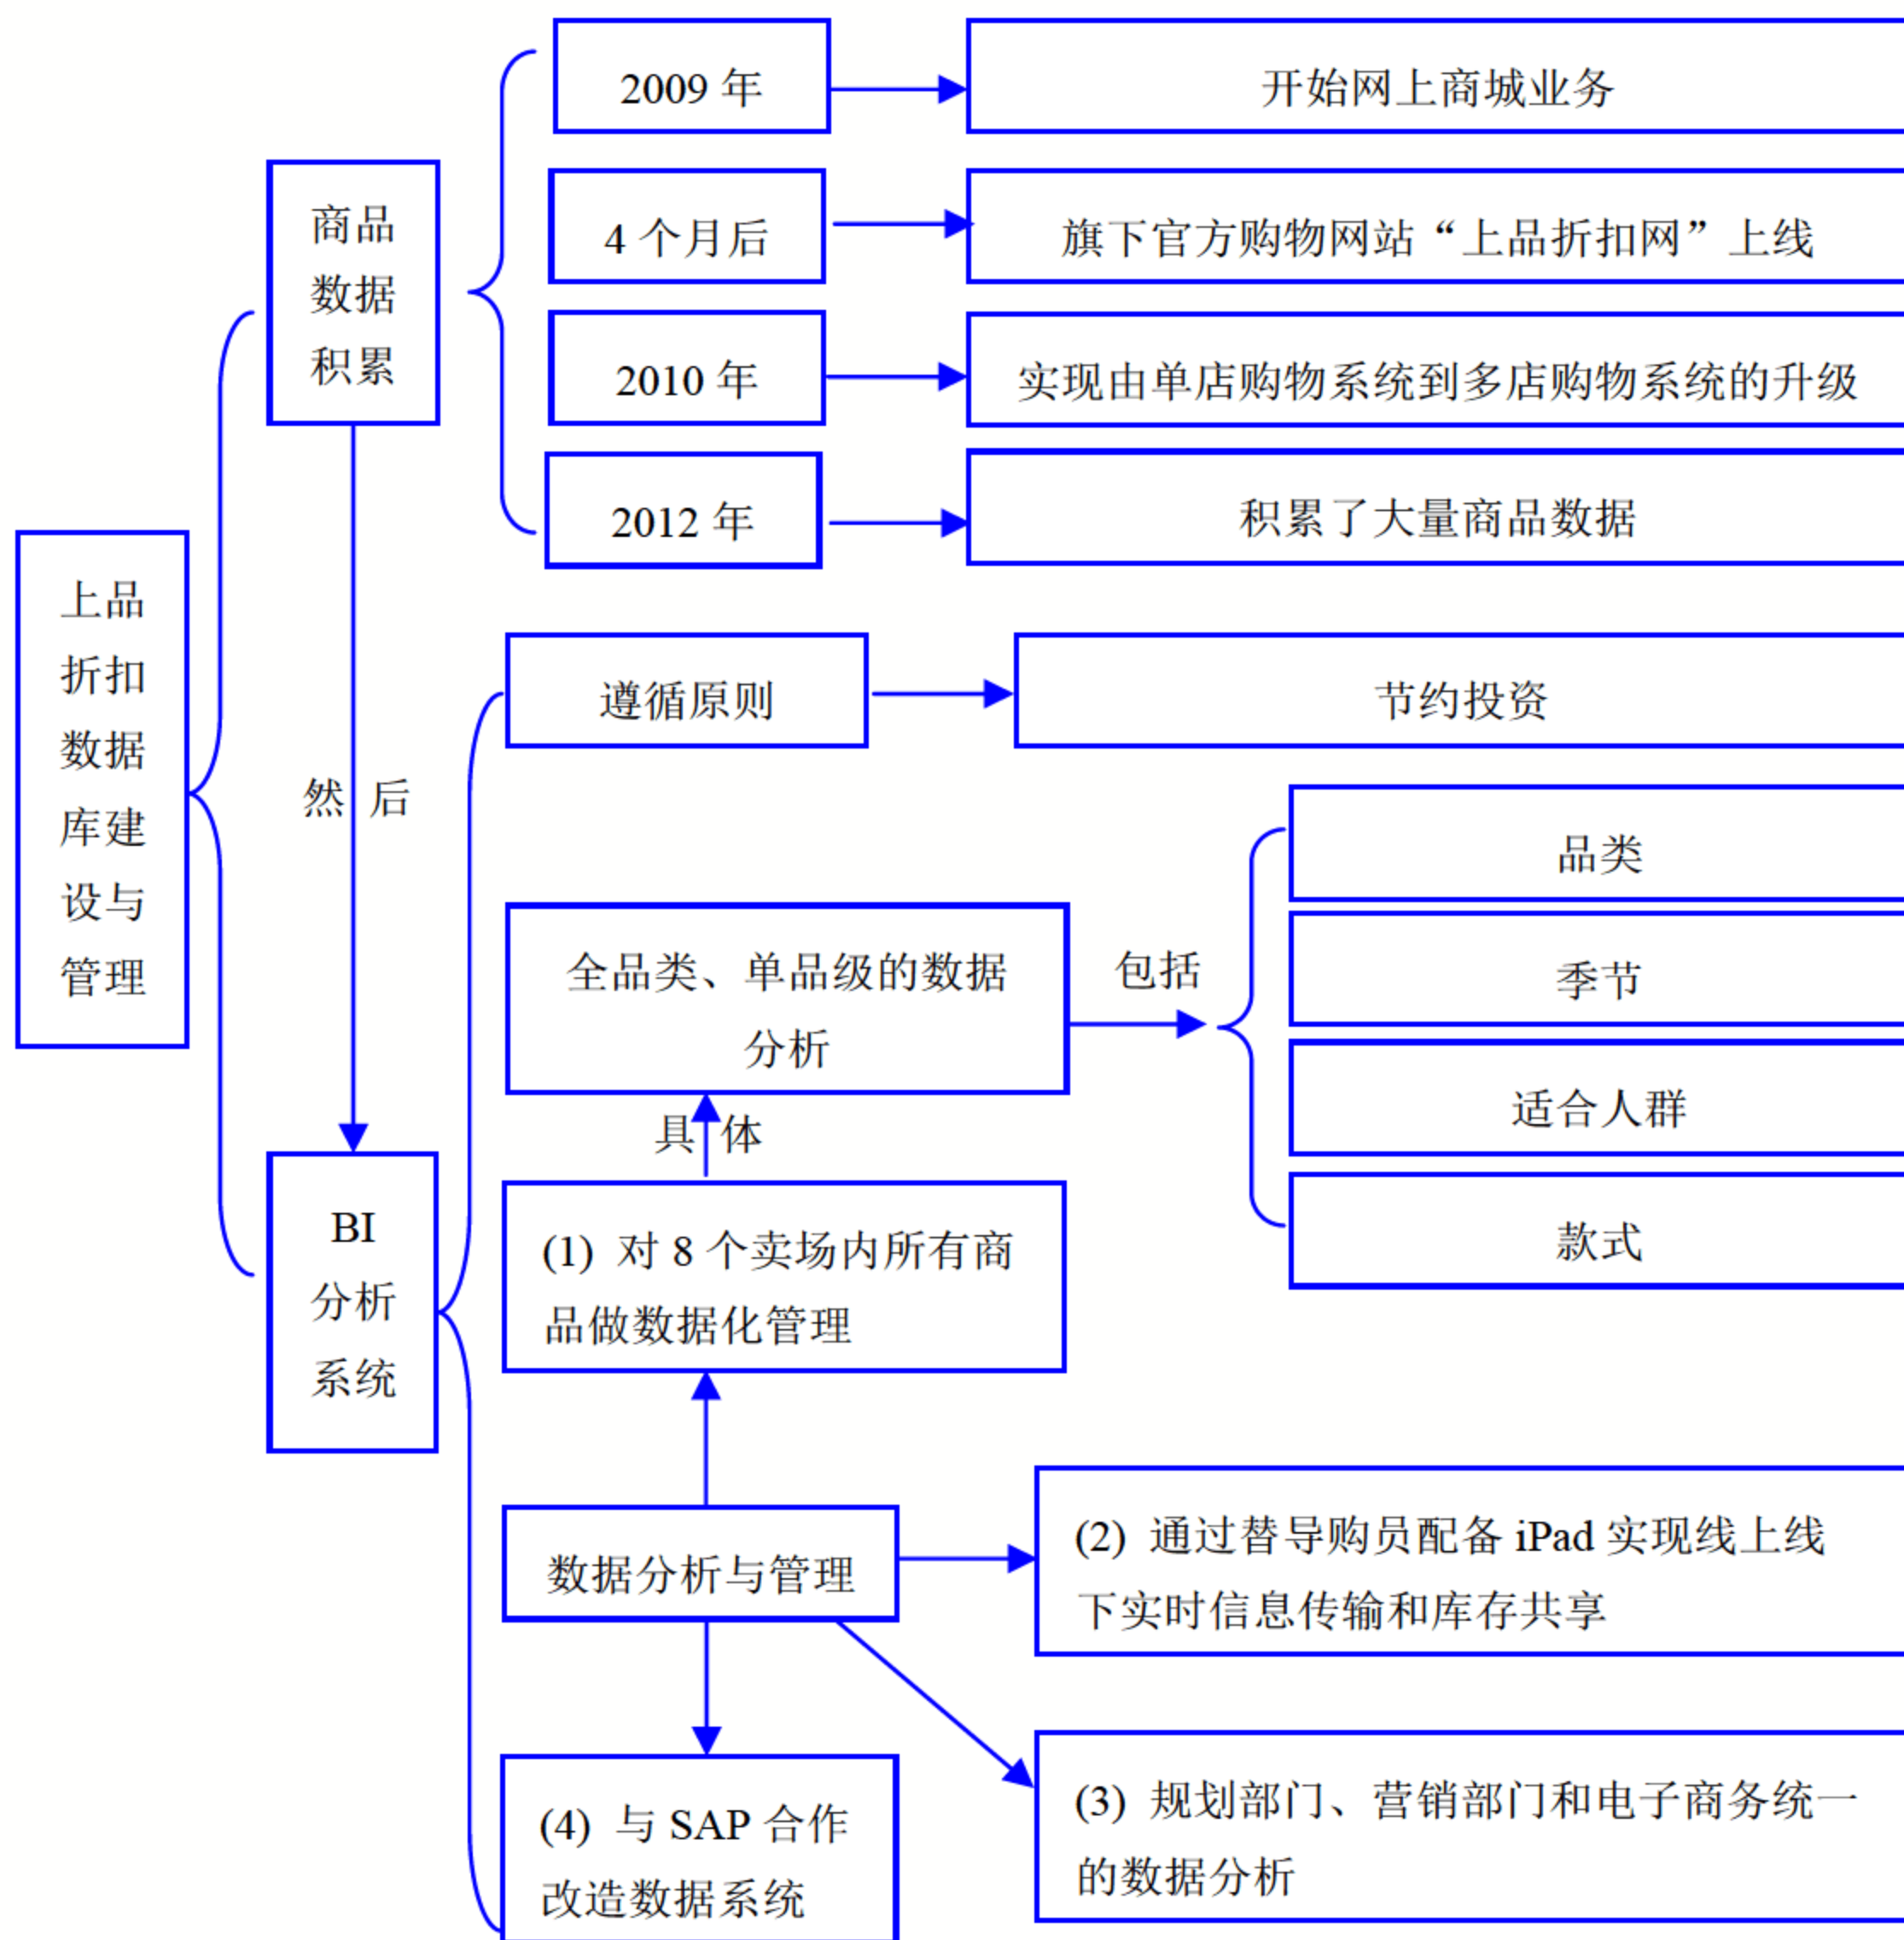 上品
折扣
数据
库建
设与
管理
商品
数据
积累
2009 年
开始网上商城业务
4 个月后
旗下官方购物网站“上品折扣网”上线
2010 年
实现由单店购物系统到多店购物系统的升级
2012 年
积累了大量商品数据
然 后
BI
分析
系统
遵循原则
节约投资
全品类、单品级的数据
分析
包括
品类
季节
适合人群
款式
具 体
(1) 对 8 个卖场内所有商
品做数据化管理
数据分析与管理
(2) 通过替导购员配备 iPad 实现线上线
下实时信息传输和库存共享
(3) 规划部门、营销部门和电子商务统一
的数据分析
(4) 与 SAP 合作
改造数据系统